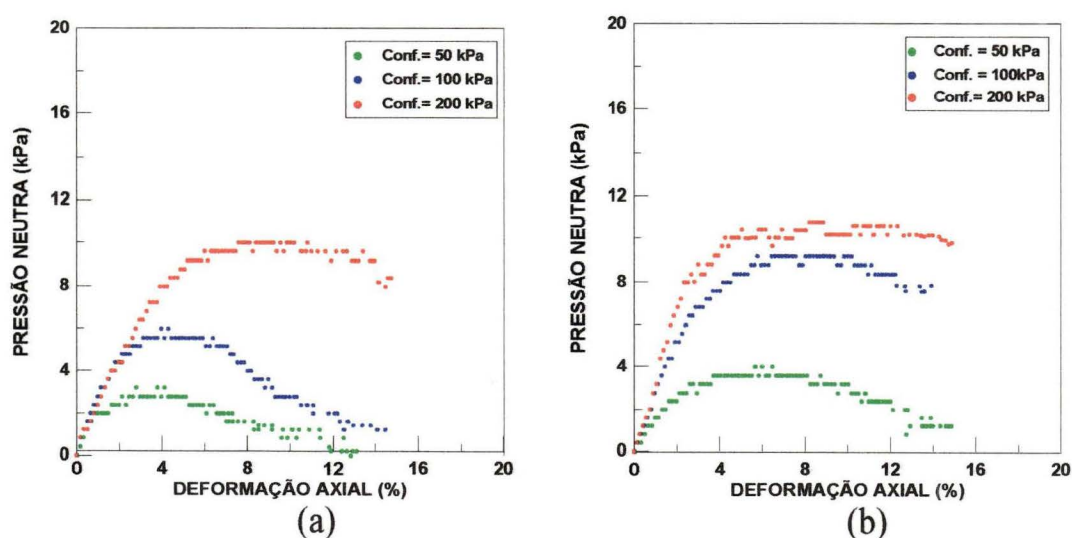 20
16
12
8
4
0
PRESSÃO NEUTRA (kPa)
Conf.= 50 kPa
Conf.= 100 kPa
Conf.= 200 kPa
0 4 8 12 16 20
DEFORMAÇÃO AXIAL (%)
(a)
20
16
12
8
4
0
PRESSÃO NEUTRA (kPa)
Conf.= 50 kPa
Conf. = 100kPa
Conf.= 200 kPa
0 4 8 12 16 20
DEFORMAÇÃO AXIAL (%)
(b)